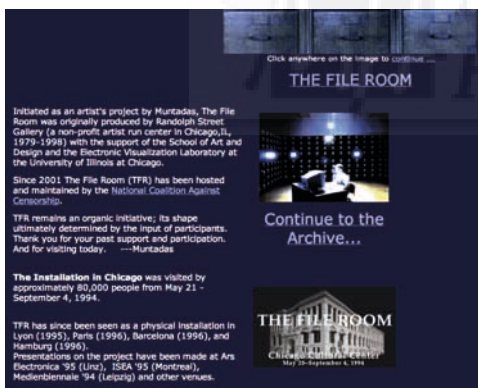 Click anywhere on the image to continue ...
THE FILE ROOM
Initiated as an artist's project by Muntadas, The File
Room was originally produced by Randolph Street
Gallery (a non-profit artist run center in Chicago,IL,
1979-1998) with the support of the School of Art and
Design and the Electronic Visualization Laboratory at
the University of Illinois at Chicago.
Since 2001 The File Room (TFR) has been hosted
and maintained by the National Coalition Against
Censorship.
TFR remains an organic initiative; its shape
ultimately determined by the input of participants.
Thank you for your past support and participation.
And for visiting today. ---Muntadas
Continue to the
Archive...
The Installation in Chicago was visited by
approximately 80,000 people from May 21 -
September 4, 1994.
TFR has since been seen as a physical installation in
Lyon (1995), Paris (1996), Barcelona (1996), and
Hamburg (1996).
Presentations on the project have been made at Ars
Electronica '95 (Linz), ISEA '95 (Montreal),
Medienbiennale '94 (Leipzig) and other venues.
THE FILE ROOM
Chicago Cultural Center
May 20-September 4, 1994